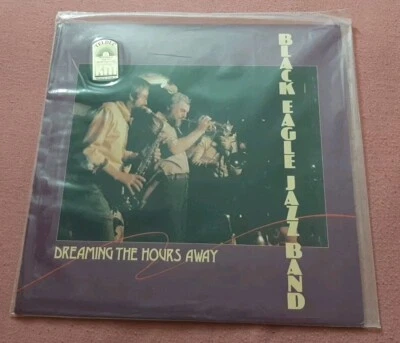 BLACK EAGLE JAZZ BAND
DREAMING THE HOURS AWAY